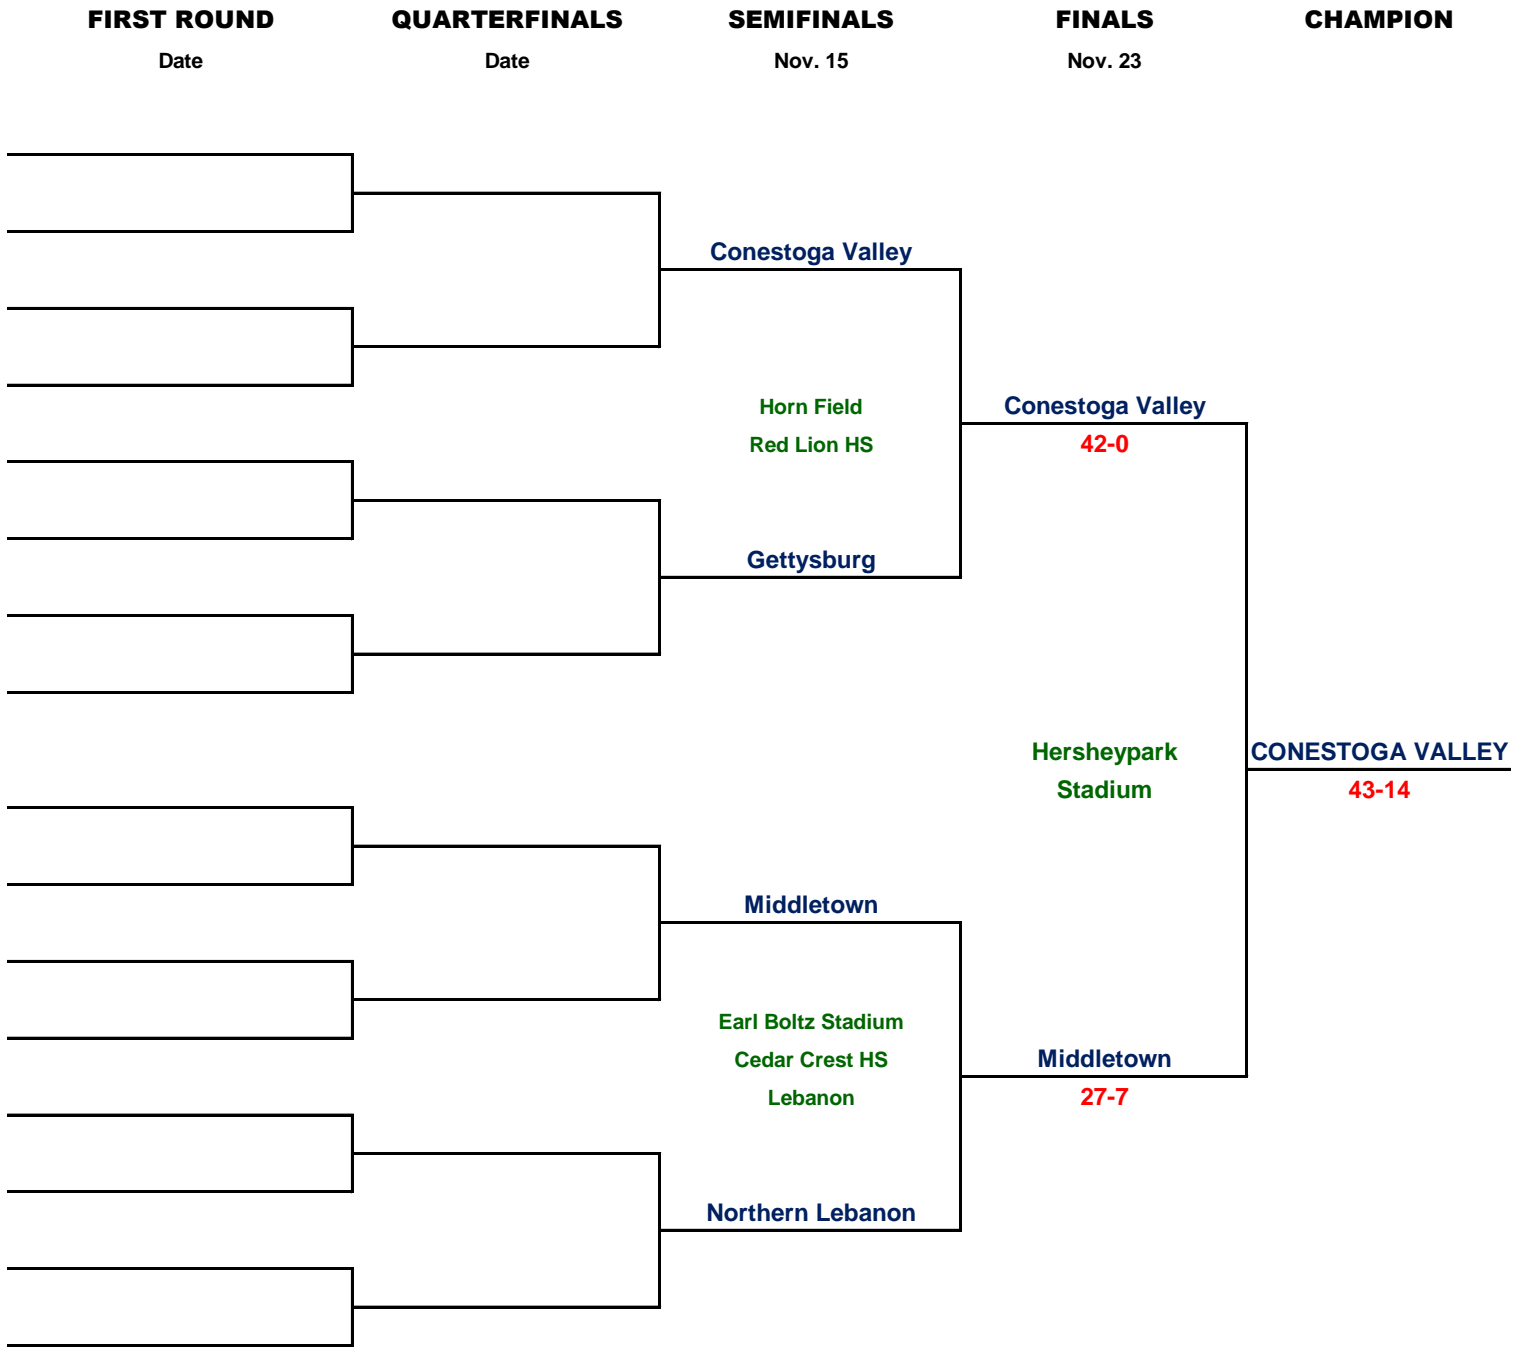 FIRST ROUND
QUARTERFINALS
SEMIFINALS
FINALS
CHAMPION
Date
Date
Nov. 15
Nov. 23
Conestoga Valley
Horn Field
Red Lion HS
Conestoga Valley
42-0
Gettysburg
Hersheypark
Stadium
CONESTOGA VALLEY
43-14
Middletown
Earl Boltz Stadium
Cedar Crest HS
Lebanon
Middletown
27-7
Northern Lebanon